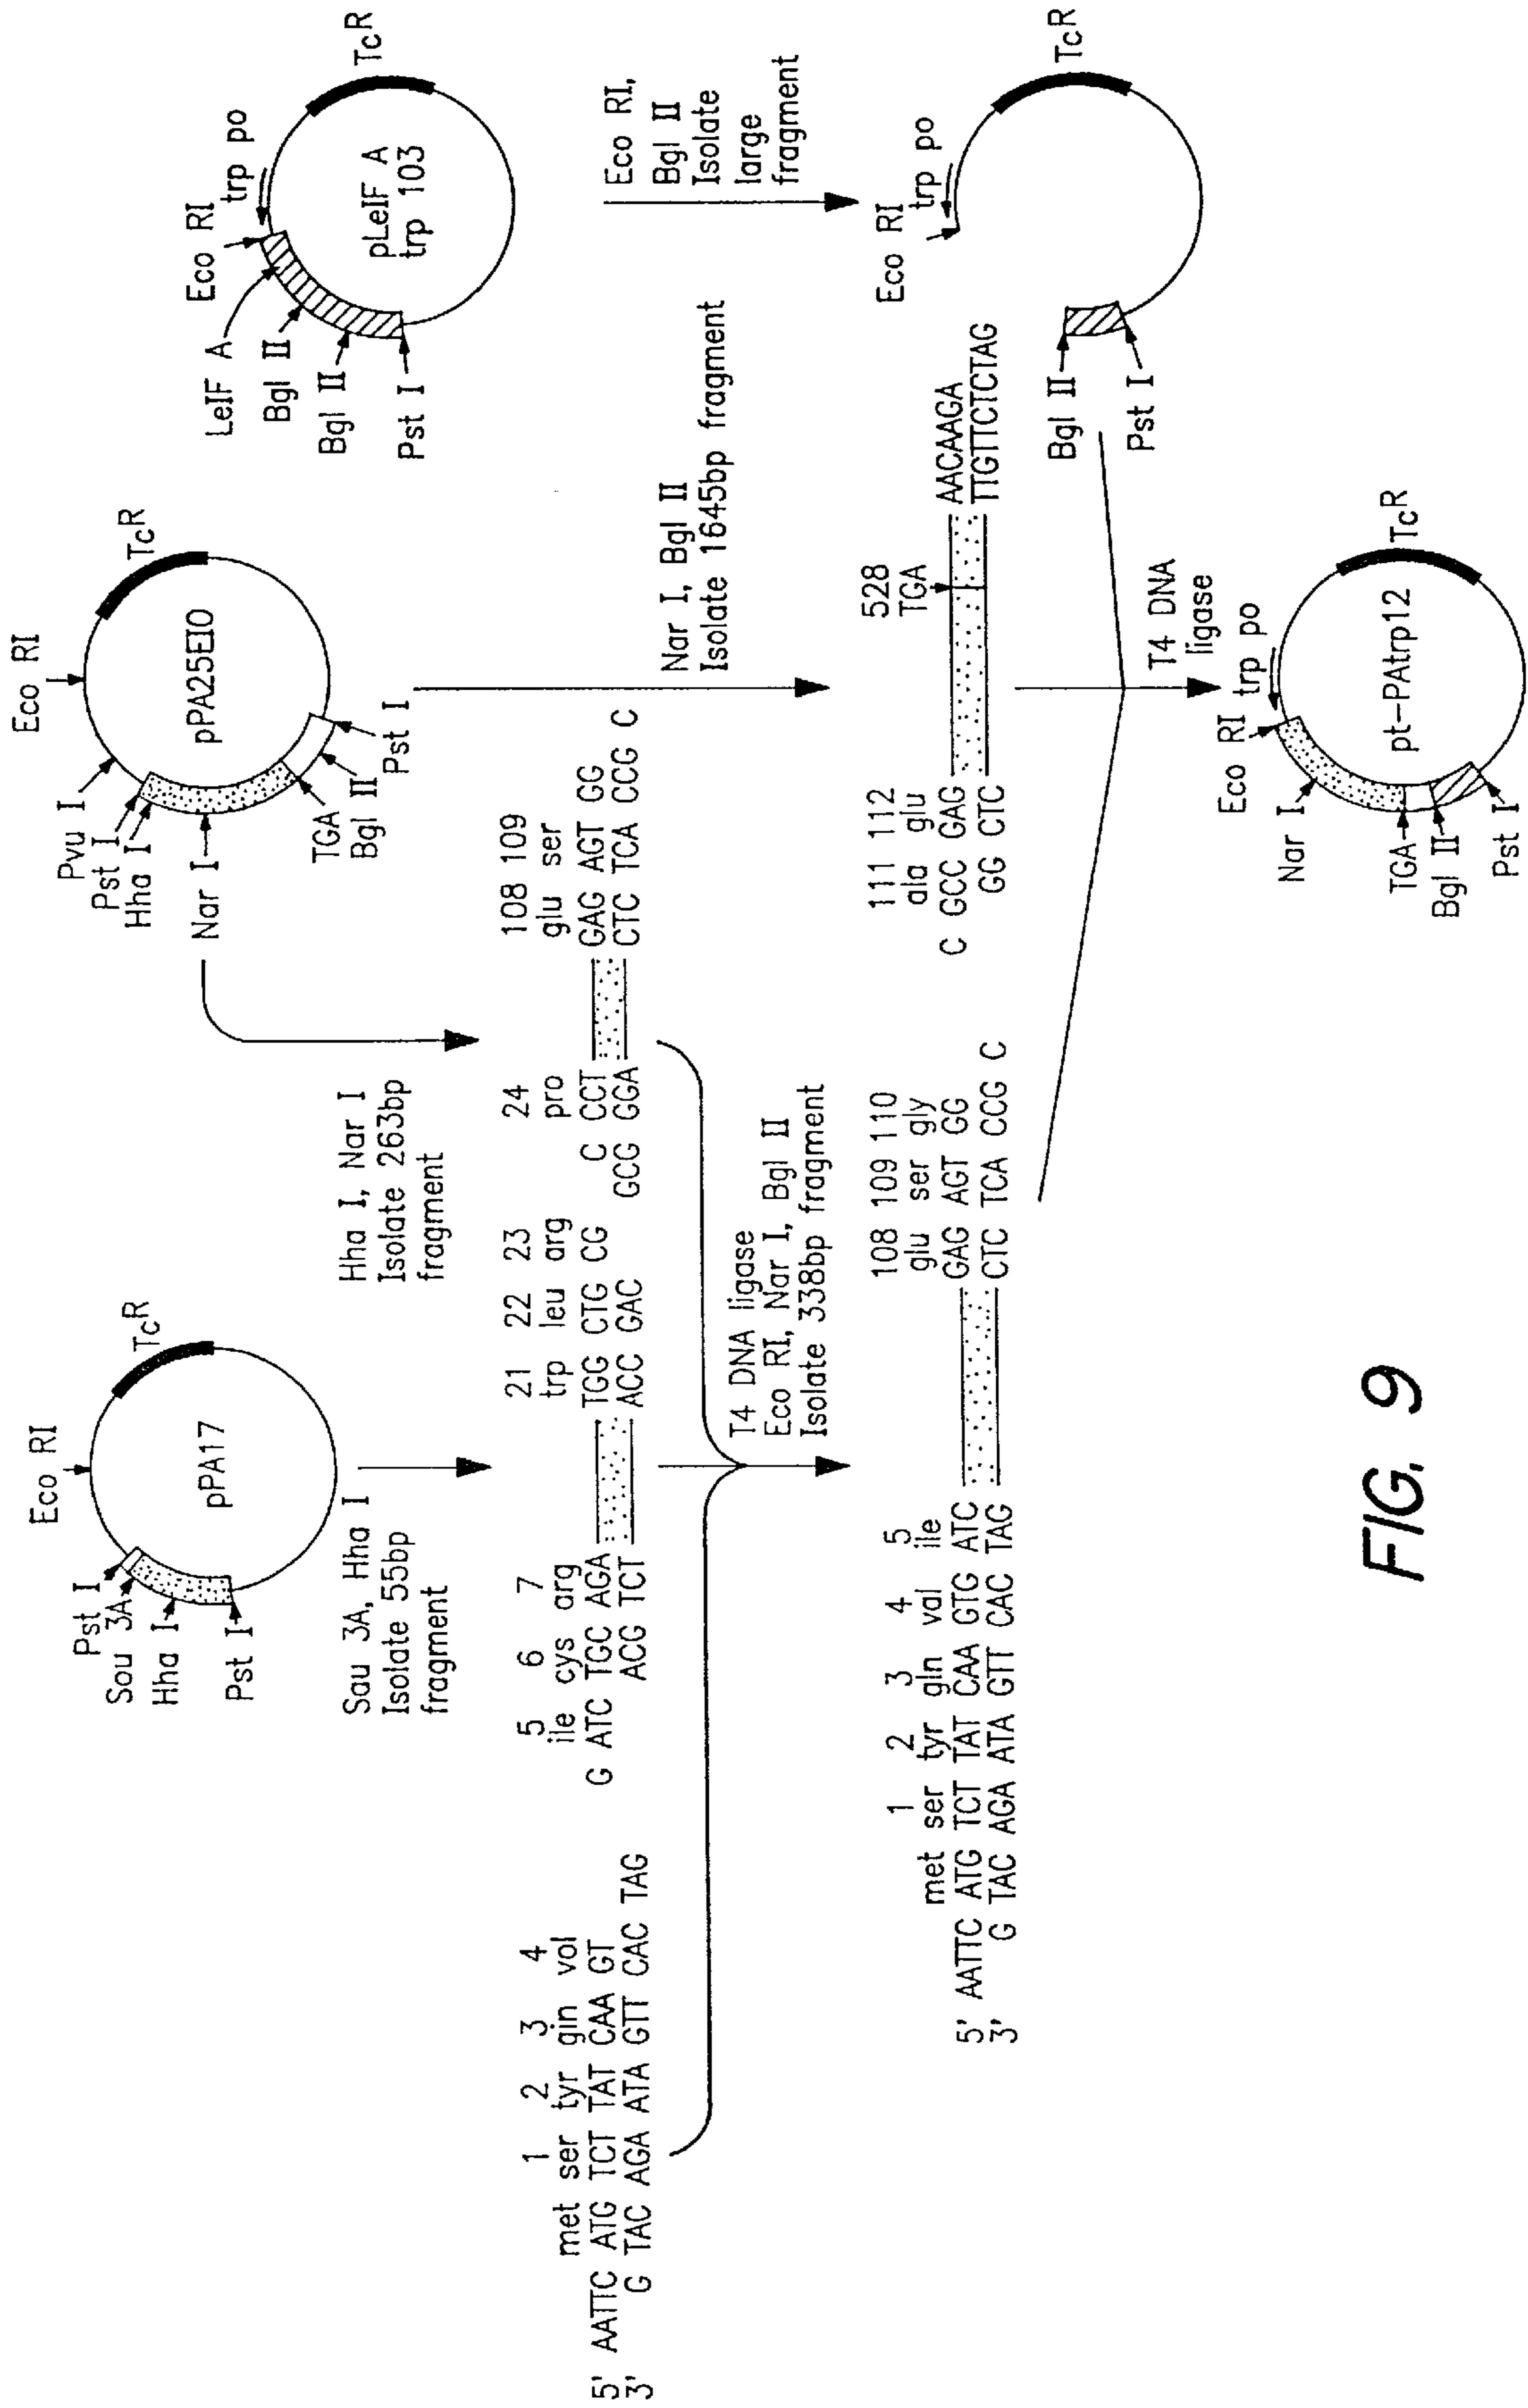 Eco RI
Pst I
Sou 3A
Hha I
Pst I
pPA17
TcR
Sau 3A, Hha I
Isolate 55bp
fragment
Eco RI
Pvu I
Pst I
Hha I
Nar I
pPA25E10
TcR
TGA
Bgl II
Pst I
Hha I, Nar I
Isolate 263bp
fragment
Nar I, Bgl II
Isolate 1645bp fragment
Eco RI
trp po
LeIF A
Bgl II
Bgl II
Pst I
pLeIF A
trp 103
TcR
Eco RI,
Bgl II
Isolate
large
fragment
1 2 3 4
met ser tyr gin vol
5' AATTC ATG TCT TAT CAA GT
3' G TAC AGA ATA GTT CAC TAG
5 6 7
ile cys arg
G ATC TGC AGA
ACG TCT
21 22 23
trp leu arg
TGG CTG CG
ACC GAC
24
pro
C CCT
GCG GGA
108 109
glu ser
GAG AGT GG
CTC TCA CCG C
T4 DNA ligase
Eco RI, Nar I, Bgl II
Isolate 338bp fragment
1 2 3 4 5
met ser tyr gln val ile
5' AATTC ATG TCT TAT CAA GTG ATC
3' G TAC AGA ATA GTT CAC TAG
108 109 110
glu ser gly
GAG AGT GG
CTC TCA CCG C
111 112
ala glu
C GCC GAG
GG CTC
528
TGA
AACAAGA
TTGTTCTCTAG
Eco RI
trp po
TcR
Bgl II
Pst I
T4 DNA
ligase
Eco RI
trp po
Nar I
pt-PAtrp12
TcR
TGA
Bgl II
Pst I
FIG. 9